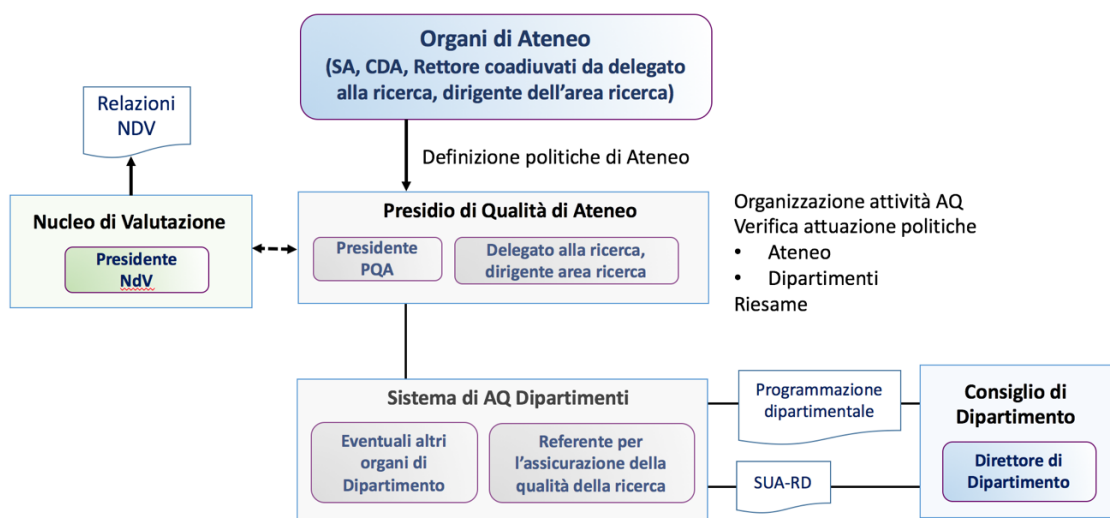 Organi di Ateneo
(SA, CDA, Rettore coadiuvati da delegato
alla ricerca, dirigente dell'area ricerca)
Relazioni
NDV
Definizione politiche di Ateneo
Nucleo di Valutazione
Presidente
NdV
Presidio di Qualità di Ateneo
Presidente
PQA
Delegato alla ricerca,
dirigente area ricerca
Organizzazione attività AQ
Verifica attuazione politiche
• Ateneo
• Dipartimenti
Riesame
Sistema di AQ Dipartimenti
Eventuali altri
organi di
Dipartimento
Referente per
l'assicurazione della
qualità della ricerca
Programmazione
dipartimentale
SUA-RD
Consiglio di
Dipartimento
Direttore di
Dipartimento